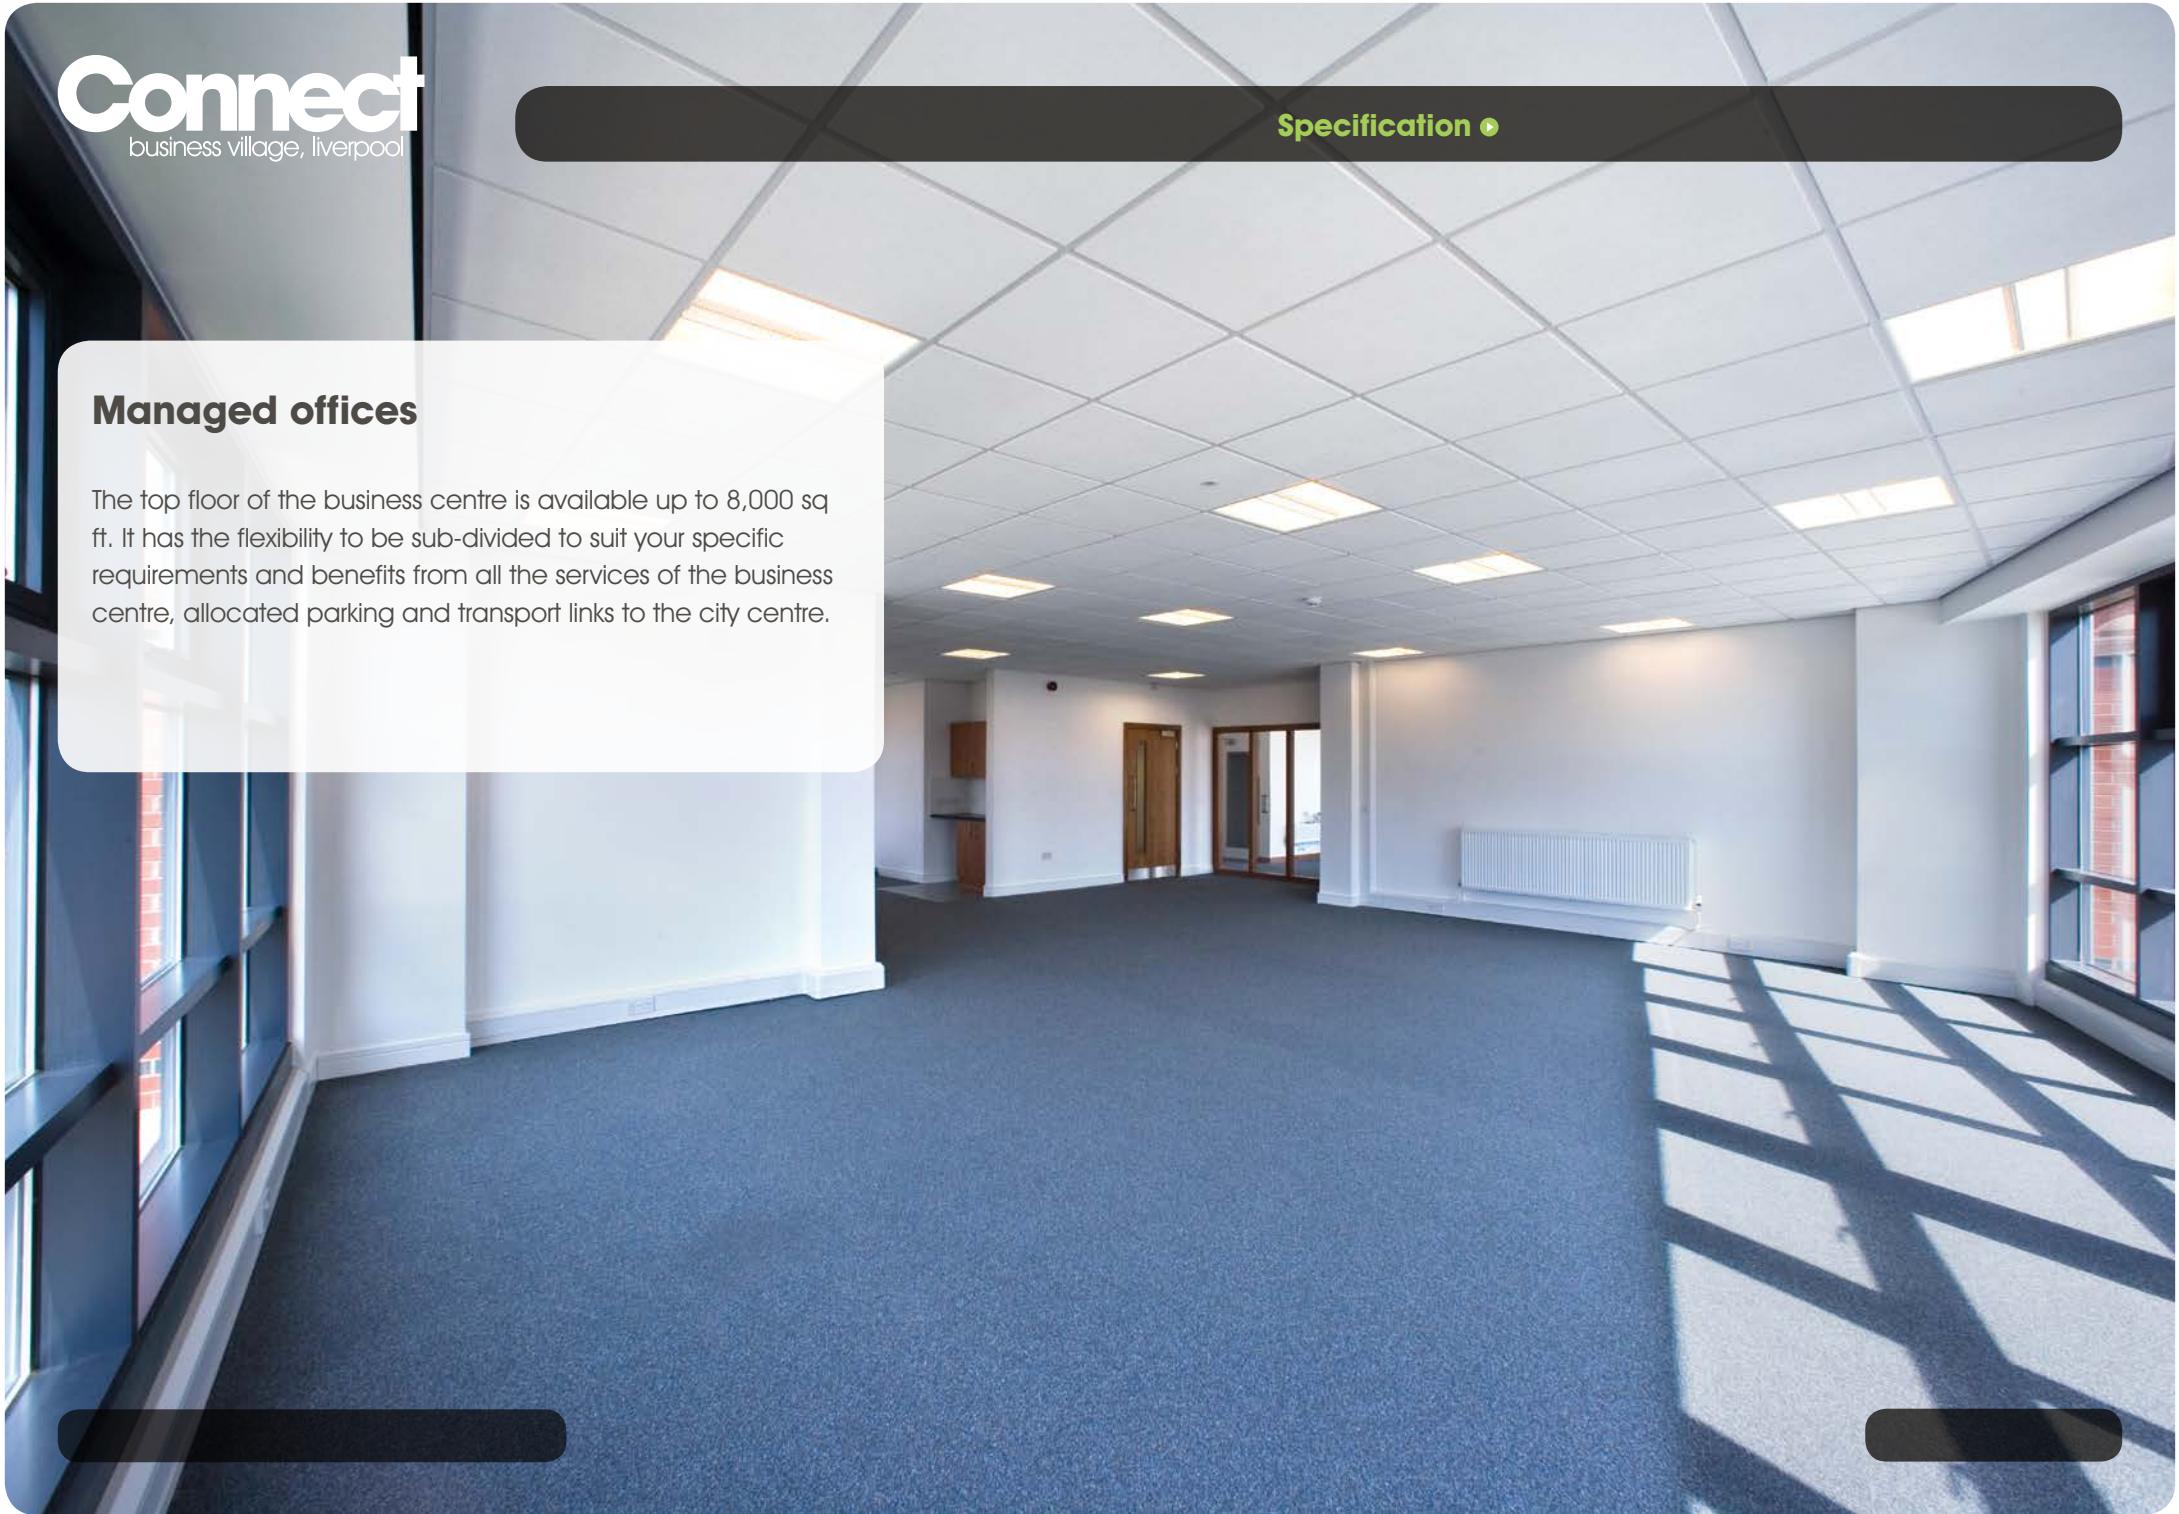 Connect
business village, liverpool
Specification
Managed offices
The top floor of the business centre is available up to 8,000 sq
ft. It has the flexibility to be sub-divided to suit your specific
requirements and benefits from all the services of the business
centre, allocated parking and transport links to the city centre.